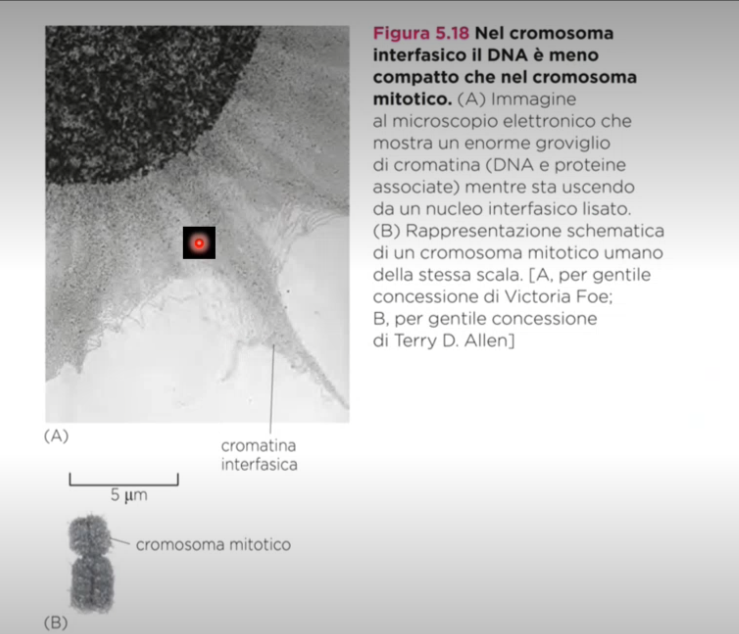 Figura 5.18 Nel cromosoma
interfasico il DNA è meno
compatto che nel cromosoma
mitotico. (A) Immagine
al microscopio elettronico che
mostra un enorme groviglio
di cromatina (DNA e proteine
associate) mentre sta uscendo
da un nucleo interfasico lisato.
(B) Rappresentazione schematica
di un cromosoma mitotico umano
della stessa scala. [A, per gentile
concessione di Victoria Foe;
B, per gentile concessione
di Terry D. Allen]
(A)
cromatina
interfasica
5 μm
cromosoma mitotico
(B)